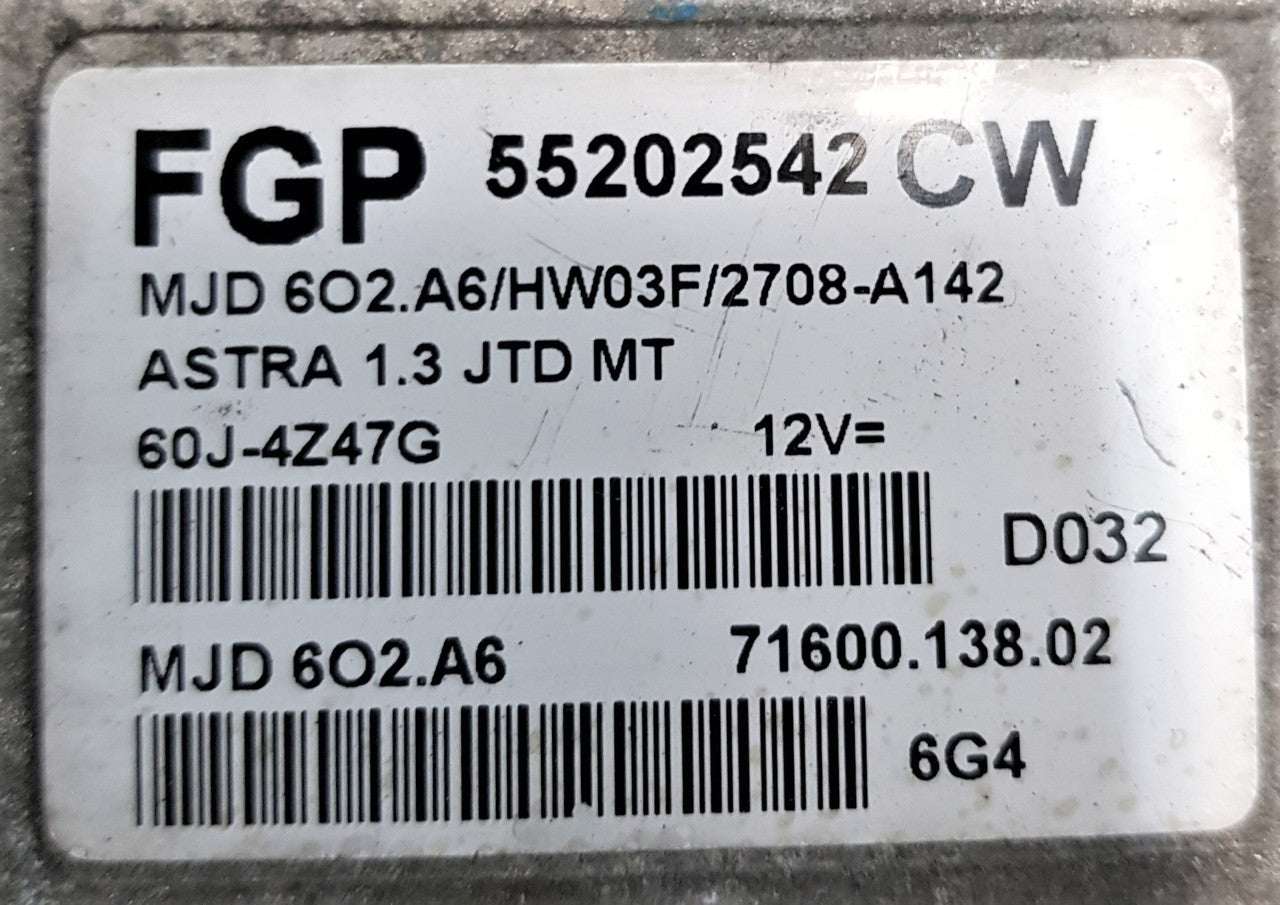 FGP 55202542 CW
MJD 6O2.A6/HW03F/2708-A142
ASTRA 1.3 JTD MT
60J-4Z47G 12V=
D032
MJD 6O2.A6 71600.138.02
6G4